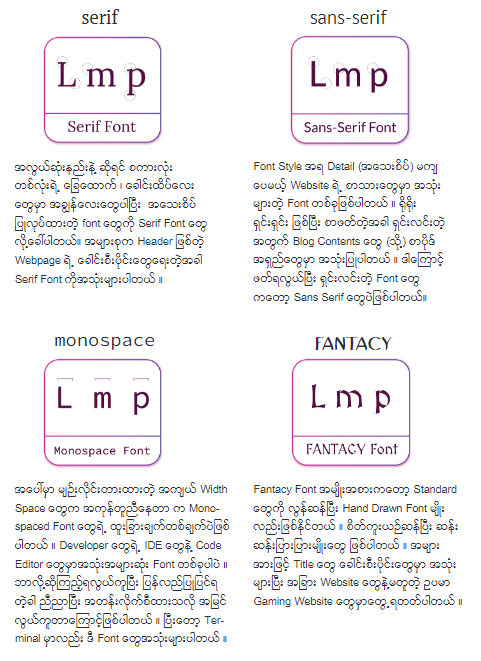 serif
L m p
Serif Font
အလွယ်ဆုံးနည်းနဲ့ ဆိုရင် စကားလုံး
တစ်လုံးရဲ့ ခြေထောက် ၊ ခေါင်းထိပ်လေး
တွေမှာ အချွန်လေးတွေပါပြီး အသေးစိပ်
ပြုလုပ်ထားတဲ့ font တွေကို Serif Font တွေ
လို့ခေါ်ပါတယ်။ အများစုက Header ဖြစ်တဲ့
Webpage ရဲ့ ခေါင်းစီးပိုင်းတွေရေးတဲ့အခါ
Serif Font ကိုအသုံးများပါတယ် ။
sans-serif
L m p
Sans-Serif Font
Font Style အရ Detail (အသေးစိပ်) မကျ
ပေမယ့် Website ရဲ့ စာသားတွေမှာ အသုံး
များတဲ့ Font တစ်ခုဖြစ်ပါတယ် ။ ရိုရိုး
ရှင်းရှင်း ဖြစ်ပြီး စာဖတ်တဲ့အခါ ရှင်းလင်းတဲ့
အတွက် Blog Contents တွေ (သို့) စာပိုဒ်
အရှည်တွေမှာ အသုံးပြုပါတယ် ။ ဒါကြောင့်
ဖတ်ရလွယ်ပြီး ရှင်းလင်းတဲ့ Font တွေ
ကတော့ Sans Serif တွေပဲဖြစ်ပါတယ်။
monospace
L m p
Monospace Font
အပေါ်မှာ မျဉ်းလိုင်းတားထားတဲ့ အကျယ် Width
Space တွေက အကုန်တူညီနေတာ က Mono-
spaced Font တွေရဲ့ ထူးခြားချက်တစ်ချက်ပဲဖြစ်
ပါတယ် ။ Developer တွေရဲ့ IDE တွေနဲ့ Code
Editor တွေမှာအသုံးအများဆုံး Font တစ်ခုပါပဲ ။
ဘာလို့ဆိုကြည့်ရလွယ်ကူပြီး ပြန်လည်ပြုပြင်ရ
တဲ့ခါ ညီညာပြီး အတန်းလိုက်စီထားသလို အမြင်
လွယ်ကူတာကြောင့်ဖြစ်ပါတယ် ။ ပြီးတော့ Ter-
minal မှာလည်း ဒီ Font တွေအသုံးများပါတယ် ။
FANTACY
L m p
FANTACY Font
Fantacy Font အမျိုးအစားကတော့ Standard
တွေကို လွန်ဆန်ပြီး Hand Drawn Font မျိုး
လည်းဖြစ်နိုင်တယ် ။ စိတ်ကူးယဉ်ဆန်ပြီး ဆန်း
ဆန်းပြားပြားမျိုးတွေ ဖြစ်ပါတယ် ။ အများ
အားဖြင့် Title တွေ ခေါင်းစီးပိုင်းတွေမှာ အသုံး
များပြီး အခြား Website တွေနဲ့မတူတဲ့ ဥပမာ
Gaming Website တွေမှာတွေ့ရတတ်ပါတယ် ။